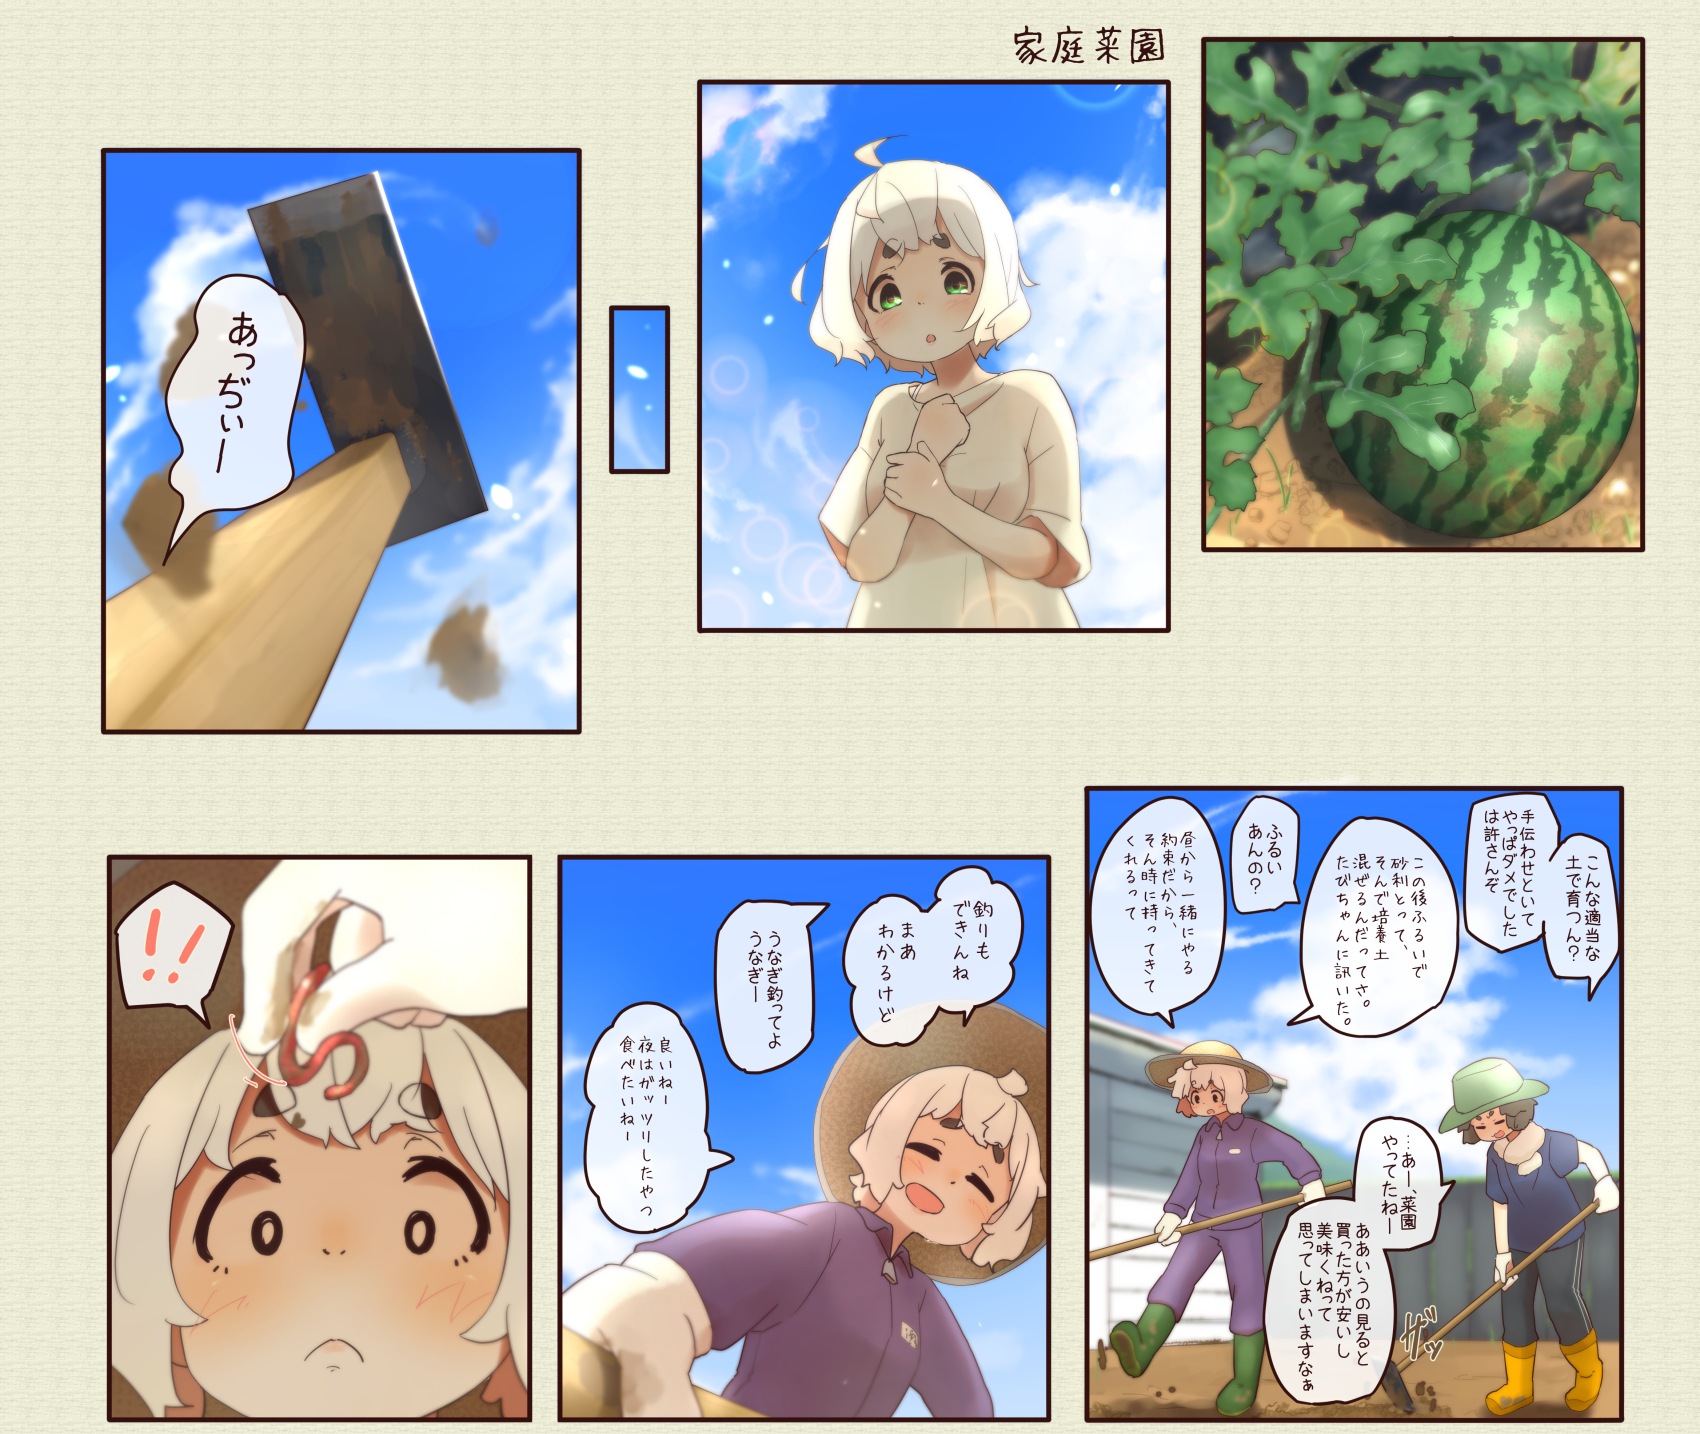 家庭菜園
あっぢぃー
こんな適当な
土で育つん？
手伝わせといて
やっぱダメでした
は許さんぞ
この後ふるいで
砂利とって、
そんで培養土
混ぜるんだってさ。
たびちゃんに訊いた。
ふるい
あんの？
昼から一緒にやる
約束だから、
そん時に持ってきて
くれるって
…あー、菜園
やってたねー
ああいうの見ると
買った方が安いし
美味くねって
思ってしまいますなぁ
ザッ
釣りも
できんね
まあ
わかるけど
うなぎ釣ってよ
うなぎー
良いねー
夜はガッツリしたやつ
食べたいねー
!!